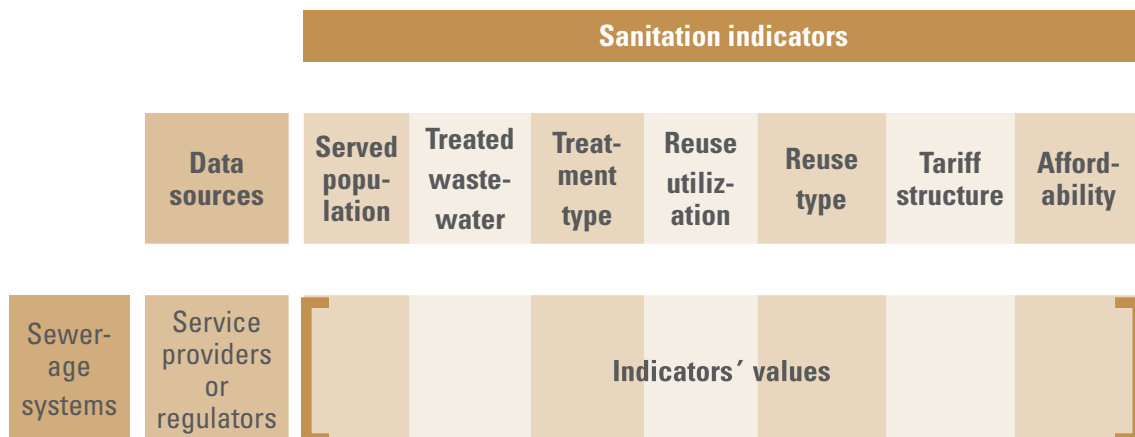 Sanitation indicators
Data
sources
Served
popu-
lation
Treated
waste-
water
Treat-
ment
type
Reuse
utiliz-
ation
Reuse
type
Tariff
structure
Afford-
ability
Sewer-
age
systems
Service
providers
or
regulators
Indicators´ values